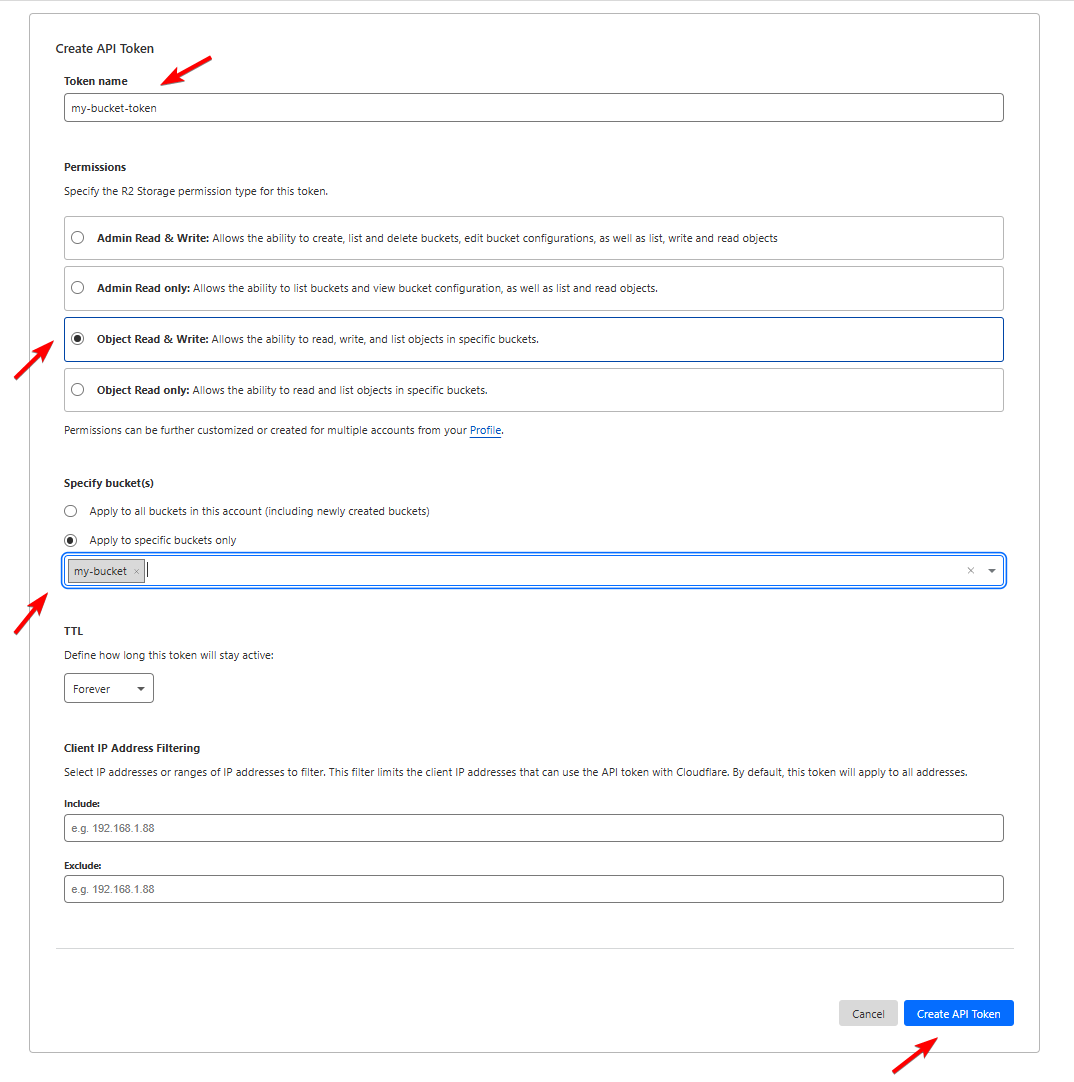 Create API Token
Token name
my-bucket-token
Permissions
Specify the R2 Storage permission type for this token.
Admin Read & Write: Allows the ability to create, list and delete buckets, edit bucket configurations, as well as list, write and read objects
Admin Read only: Allows the ability to list buckets and view bucket configuration, as well as list and read objects.
Object Read & Write: Allows the ability to read, write, and list objects in specific buckets.
Object Read only: Allows the ability to read and list objects in specific buckets.
Permissions can be further customized or created for multiple accounts from your Profile.
Specify bucket(s)
Apply to all buckets in this account (including newly created buckets)
Apply to specific buckets only
my-bucket ×
TTL
Define how long this token will stay active:
Forever
Client IP Address Filtering
Select IP addresses or ranges of IP addresses to filter. This filter limits the client IP addresses that can use the API token with Cloudflare. By default, this token will apply to all addresses.
Include:
e.g. 192.168.1.88
Exclude:
e.g. 192.168.1.88
Cancel
Create API Token